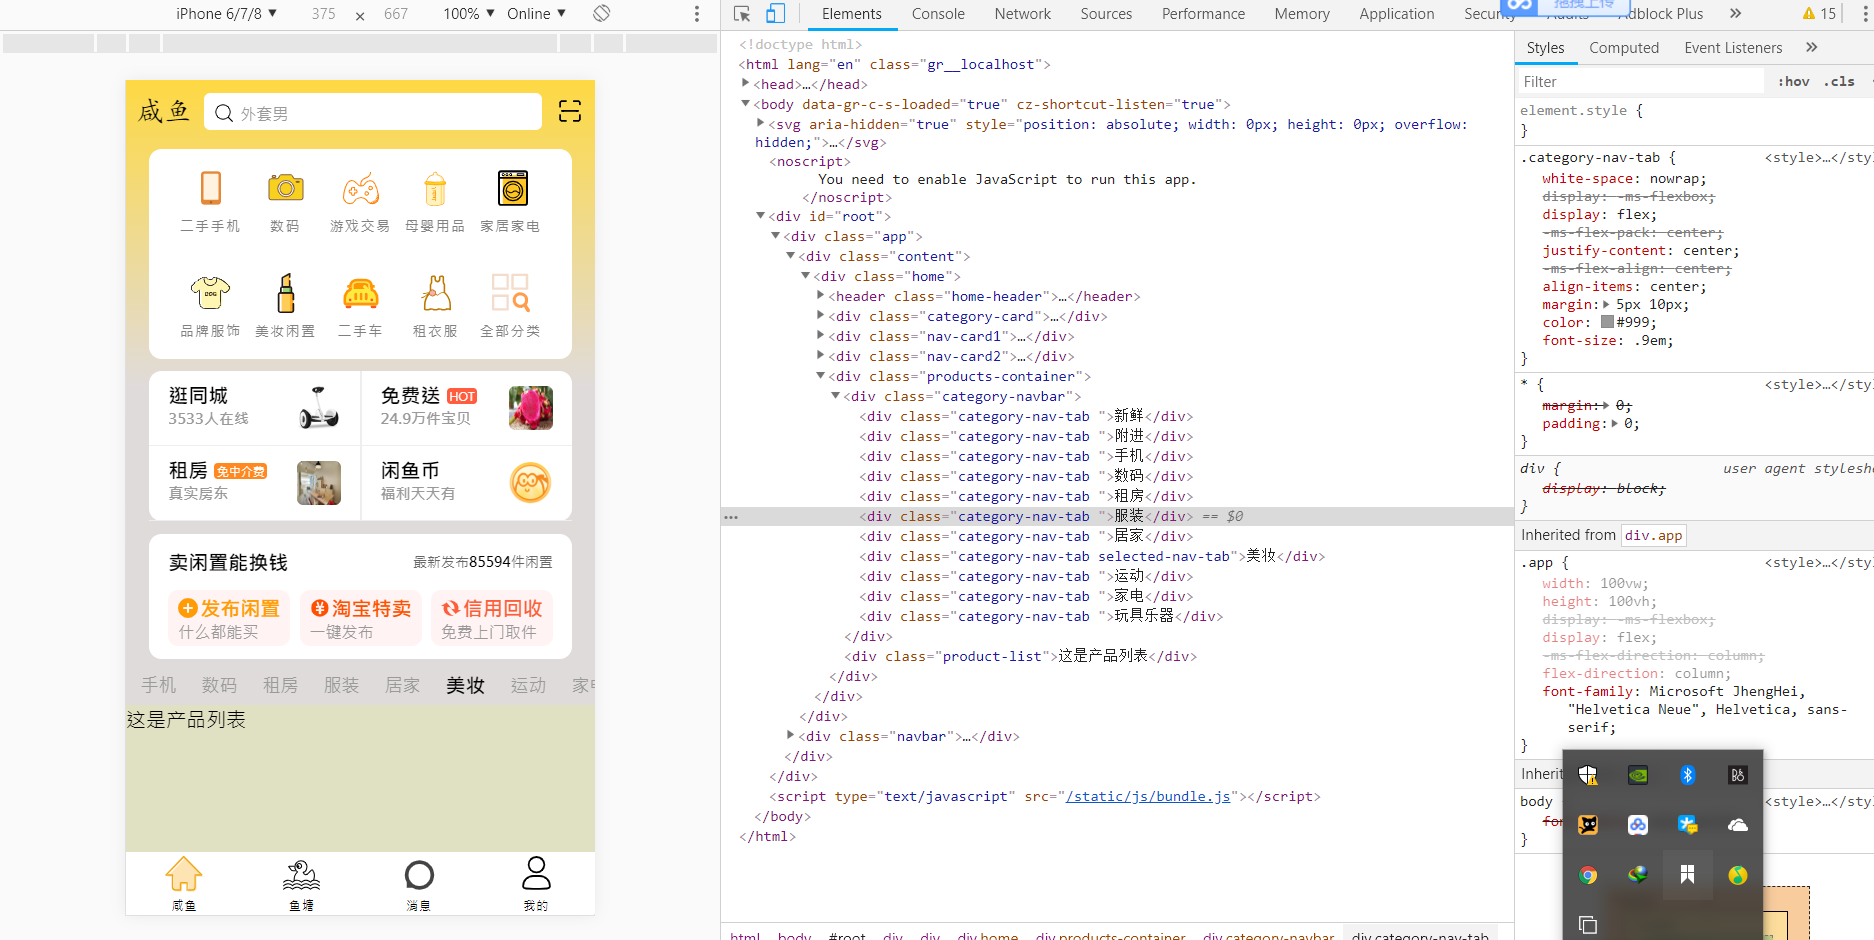 iPhone 6/7/8 ▼ 375 × 667 100% ▼ Online ▼
咸鱼 外套男
二手手机 数码 游戏交易 母婴用品 家居家电
品牌服饰 美妆闲置 二手车 租衣服 全部分类
逛同城
3533人在线
免费送 HOT
24.9万件宝贝
租房 免中介费
真实房东
闲鱼币
福利天天有
卖闲置能换钱 最新发布85594件闲置
发布闲置 淘宝特卖 信用回收
什么都能买 一键发布 免费上门取件
手机 数码 租房 服装 居家 美妆 运动
这是产品列表
咸鱼 鱼塘 消息 我的
Elements Console Network Sources Performance Memory Application Security Audits Adblock Plus » 15
拖拽上传
<!doctype html>
<html lang="en" class="gr__localhost">
<head>…</head>
<body data-gr-c-s-loaded="true" cz-shortcut-listen="true">
<svg aria-hidden="true" style="position: absolute; width: 0px; height: 0px; overflow:
hidden;">…</svg>
<noscript>
You need to enable JavaScript to run this app.
</noscript>
<div id="root">
<div class="app">
<div class="content">
<div class="home">
<header class="home-header">…</header>
<div class="category-card">…</div>
<div class="nav-card1">…</div>
<div class="nav-card2">…</div>
<div class="products-container">
<div class="category-navbar">
<div class="category-nav-tab ">新鲜</div>
<div class="category-nav-tab ">附进</div>
<div class="category-nav-tab ">手机</div>
<div class="category-nav-tab ">数码</div>
<div class="category-nav-tab ">租房</div>
<div class="category-nav-tab ">服装</div> == $0
<div class="category-nav-tab ">居家</div>
<div class="category-nav-tab selected-nav-tab">美妆</div>
<div class="category-nav-tab ">运动</div>
<div class="category-nav-tab ">家电</div>
<div class="category-nav-tab ">玩具乐器</div>
</div>
<div class="product-list">这是产品列表</div>
</div>
</div>
</div>
<div class="navbar">…</div>
</div>
</div>
<script type="text/javascript" src="/static/js/bundle.js"></script>
</body>
</html>
html body #root div div div.home div.products-container div.category-navbar div.category-nav-tab
Styles Computed Event Listeners »
Filter :hov .cls
element.style {
}
.category-nav-tab { <style>…</sty
white-space: nowrap;
display: -ms-flexbox;
display: flex;
-ms-flex-pack: center;
justify-content: center;
-ms-flex-align: center;
align-items: center;
margin: 5px 10px;
color: #999;
font-size: .9em;
}
* { <style>…</sty
margin: 0;
padding: 0;
}
div { user agent styleshe
display: block;
}
Inherited from div.app
.app { <style>…</sty
width: 100vw;
height: 100vh;
display: -ms-flexbox;
display: flex;
-ms-flex-direction: column;
flex-direction: column;
font-family: Microsoft JhengHei,
"Helvetica Neue", Helvetica, sans-
serif;
}
Inherit
body <style>…</sty
}